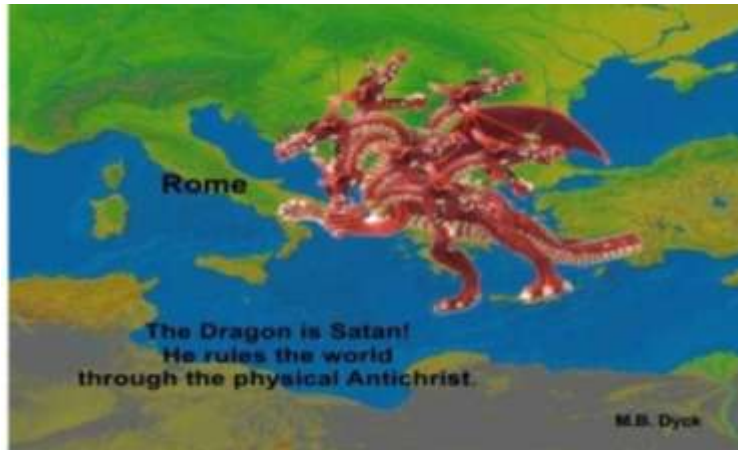 Rome
The Dragon is Satan!
He rules the world
through the physical Antichrist.
M.B. Dyck